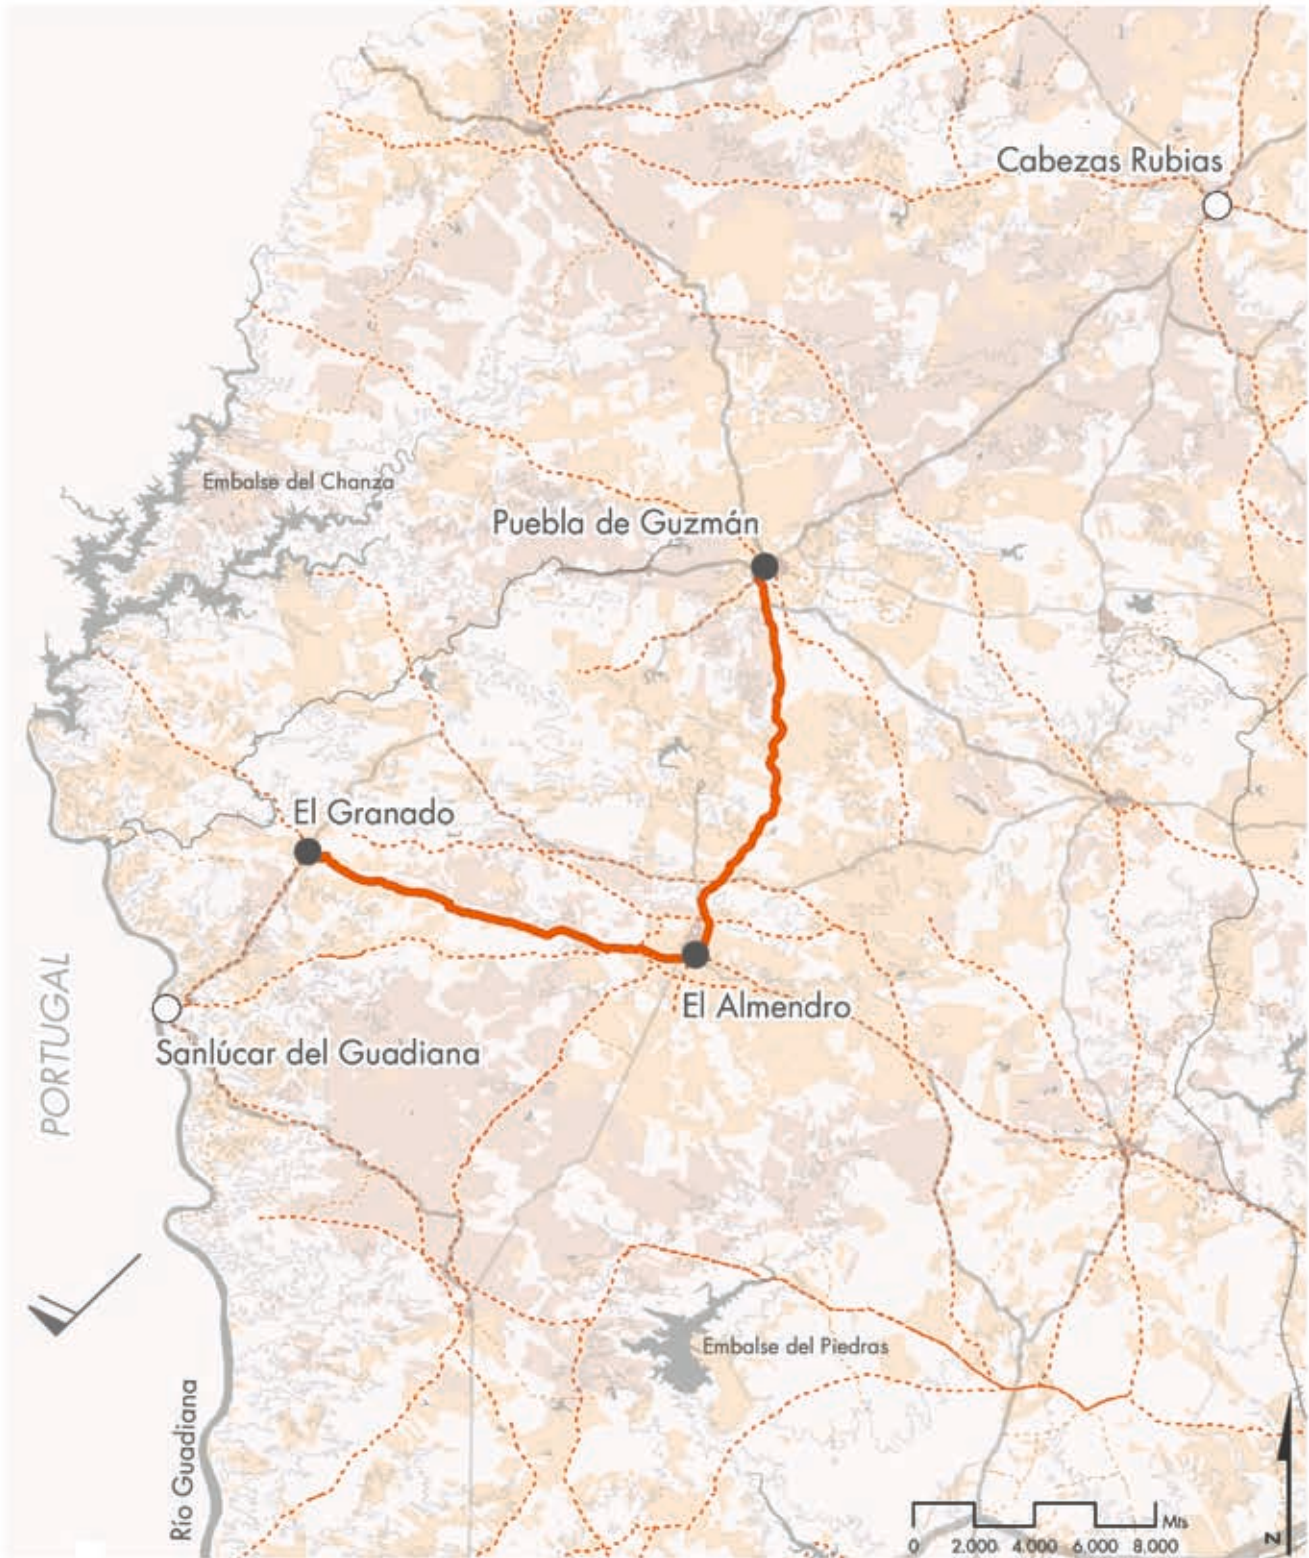 Cabezas Rubias
Embalse del Chanza
Puebla de Guzmán
El Granado
El Almendro
PORTUGAL
Sanlúcar del Guadiana
Embalse del Piedras
Río Guadiana
Mts
0 2.000 4.000 6.000 8.000
N